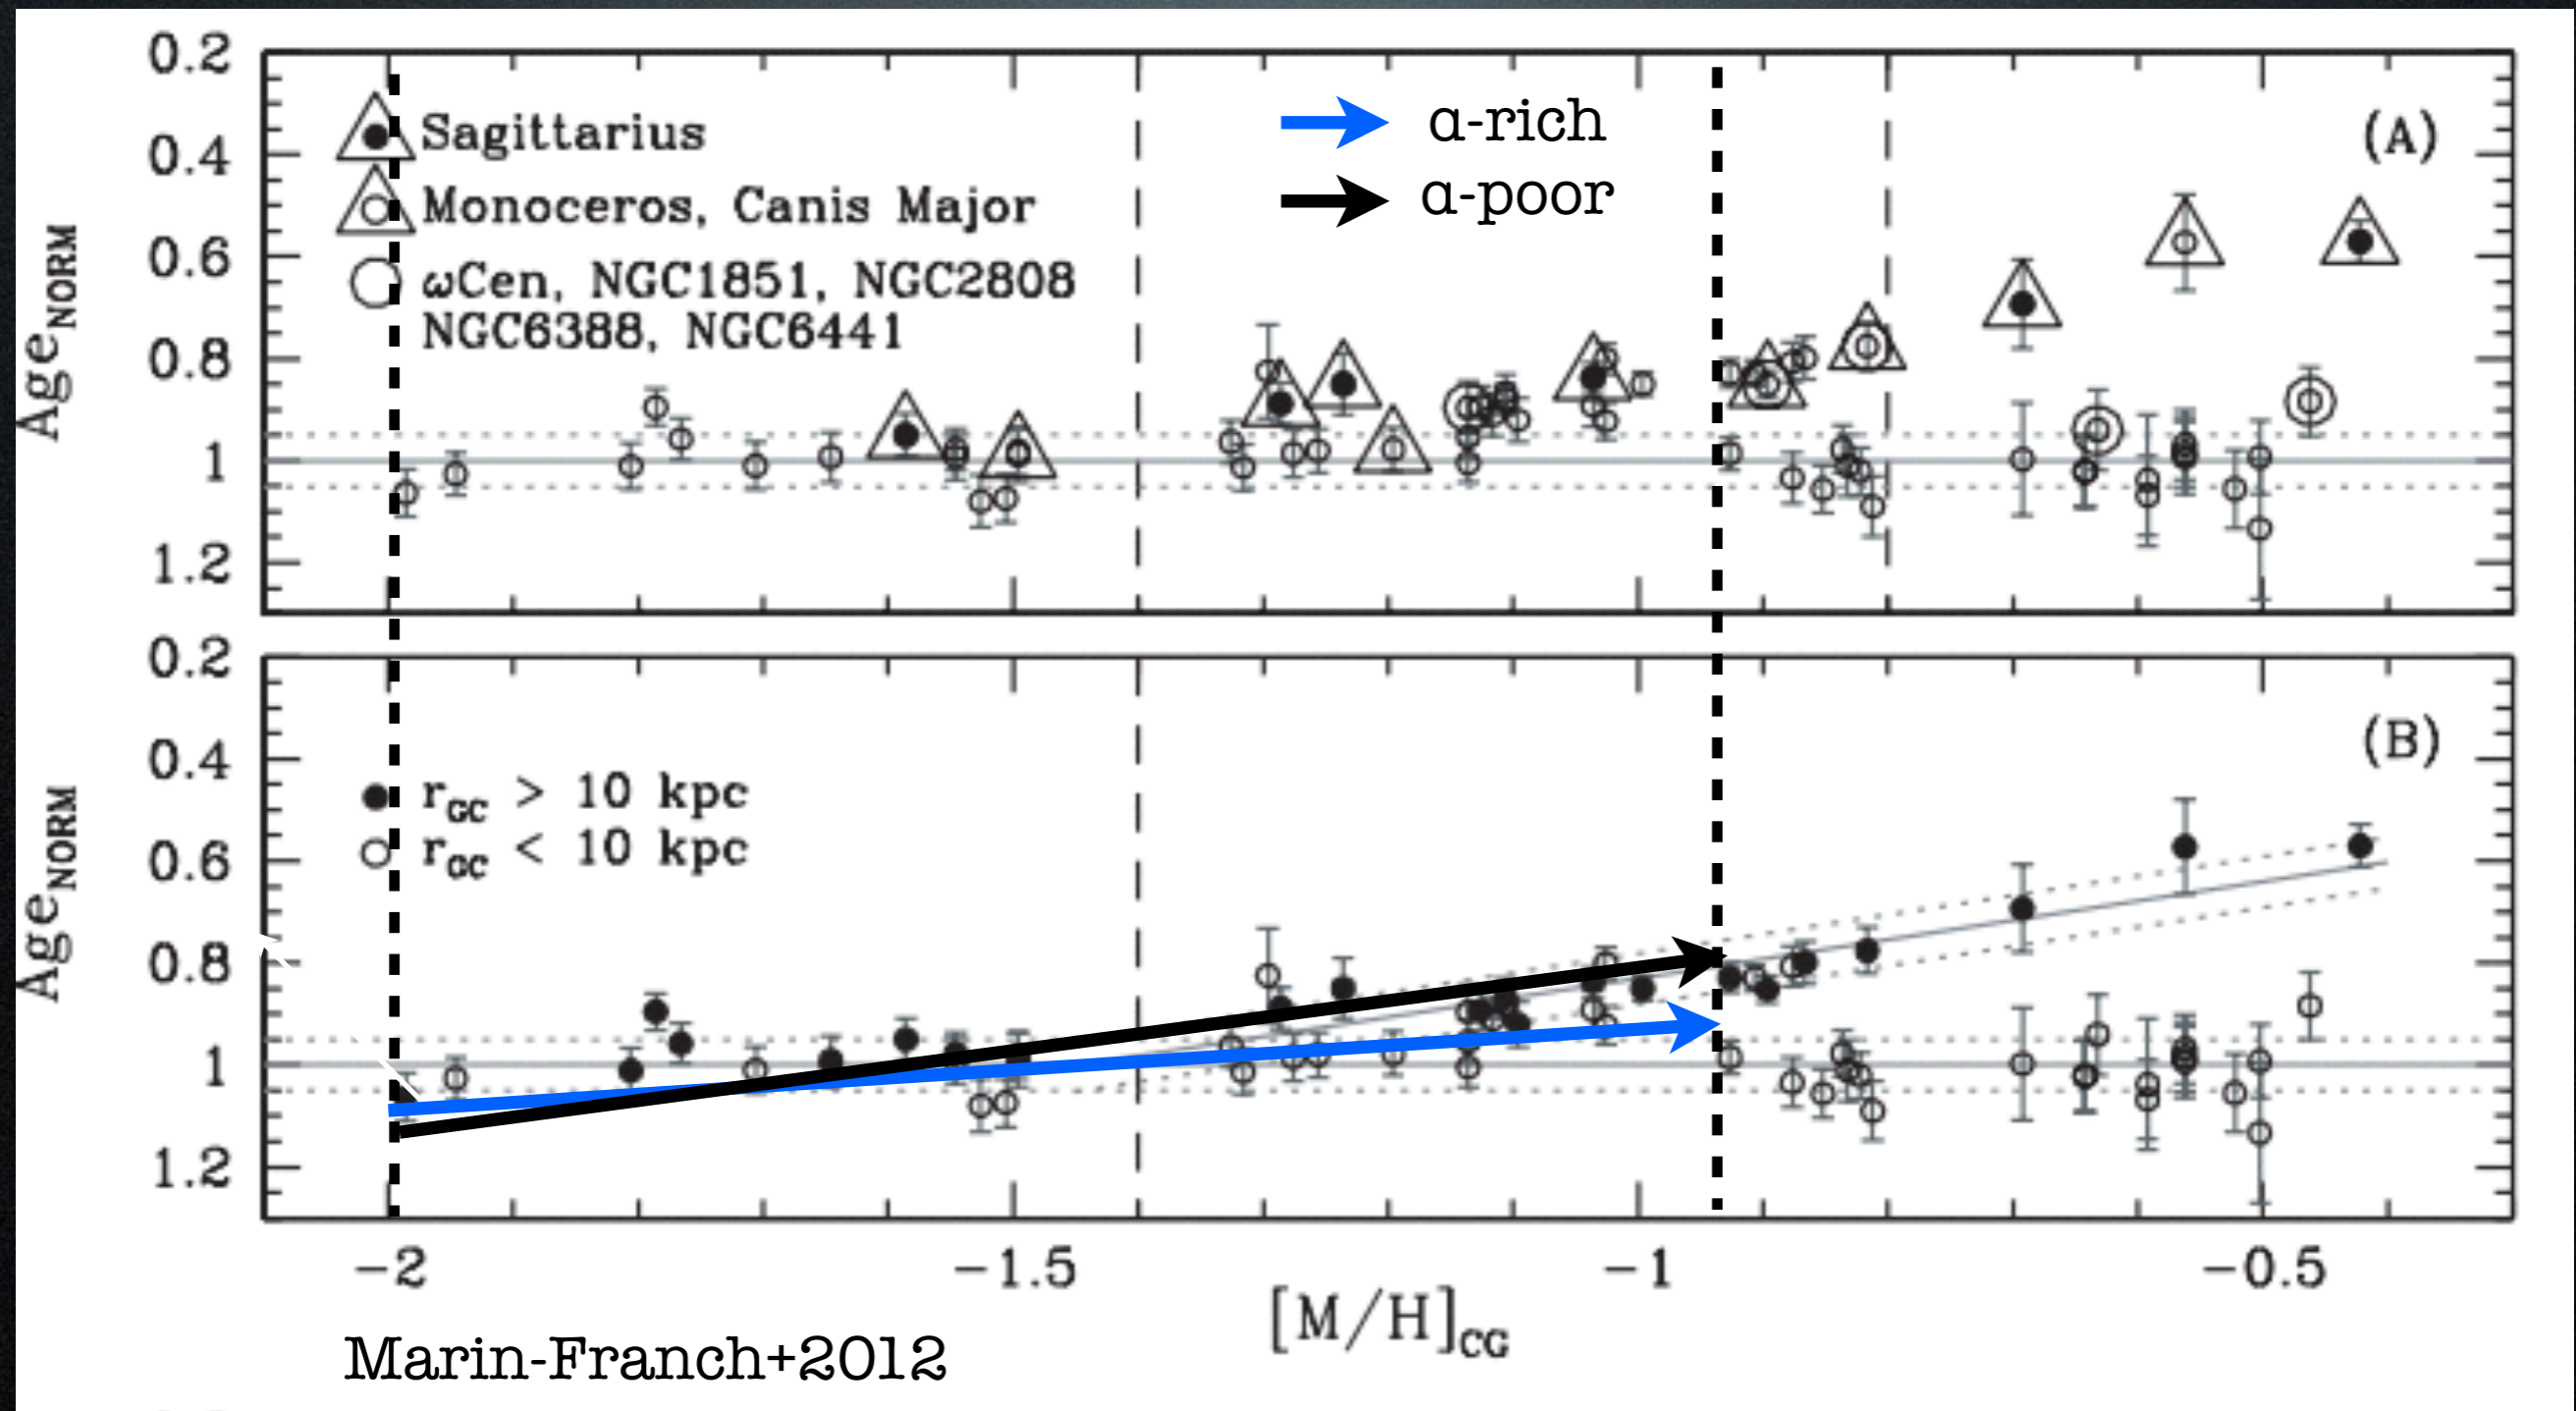 0.2
0.4
0.6
0.8
1
1.2
Age_NORM
Sagittarius
Monoceros, Canis Major
ωCen, NGC1851, NGC2808
NGC6388, NGC6441
α-rich
α-poor
(A)
0.2
0.4
0.6
0.8
1
1.2
Age_NORM
r_GC > 10 kpc
r_GC < 10 kpc
(B)
-2 -1.5 -1 -0.5
[M/H]_CG
Marin-Franch+2012